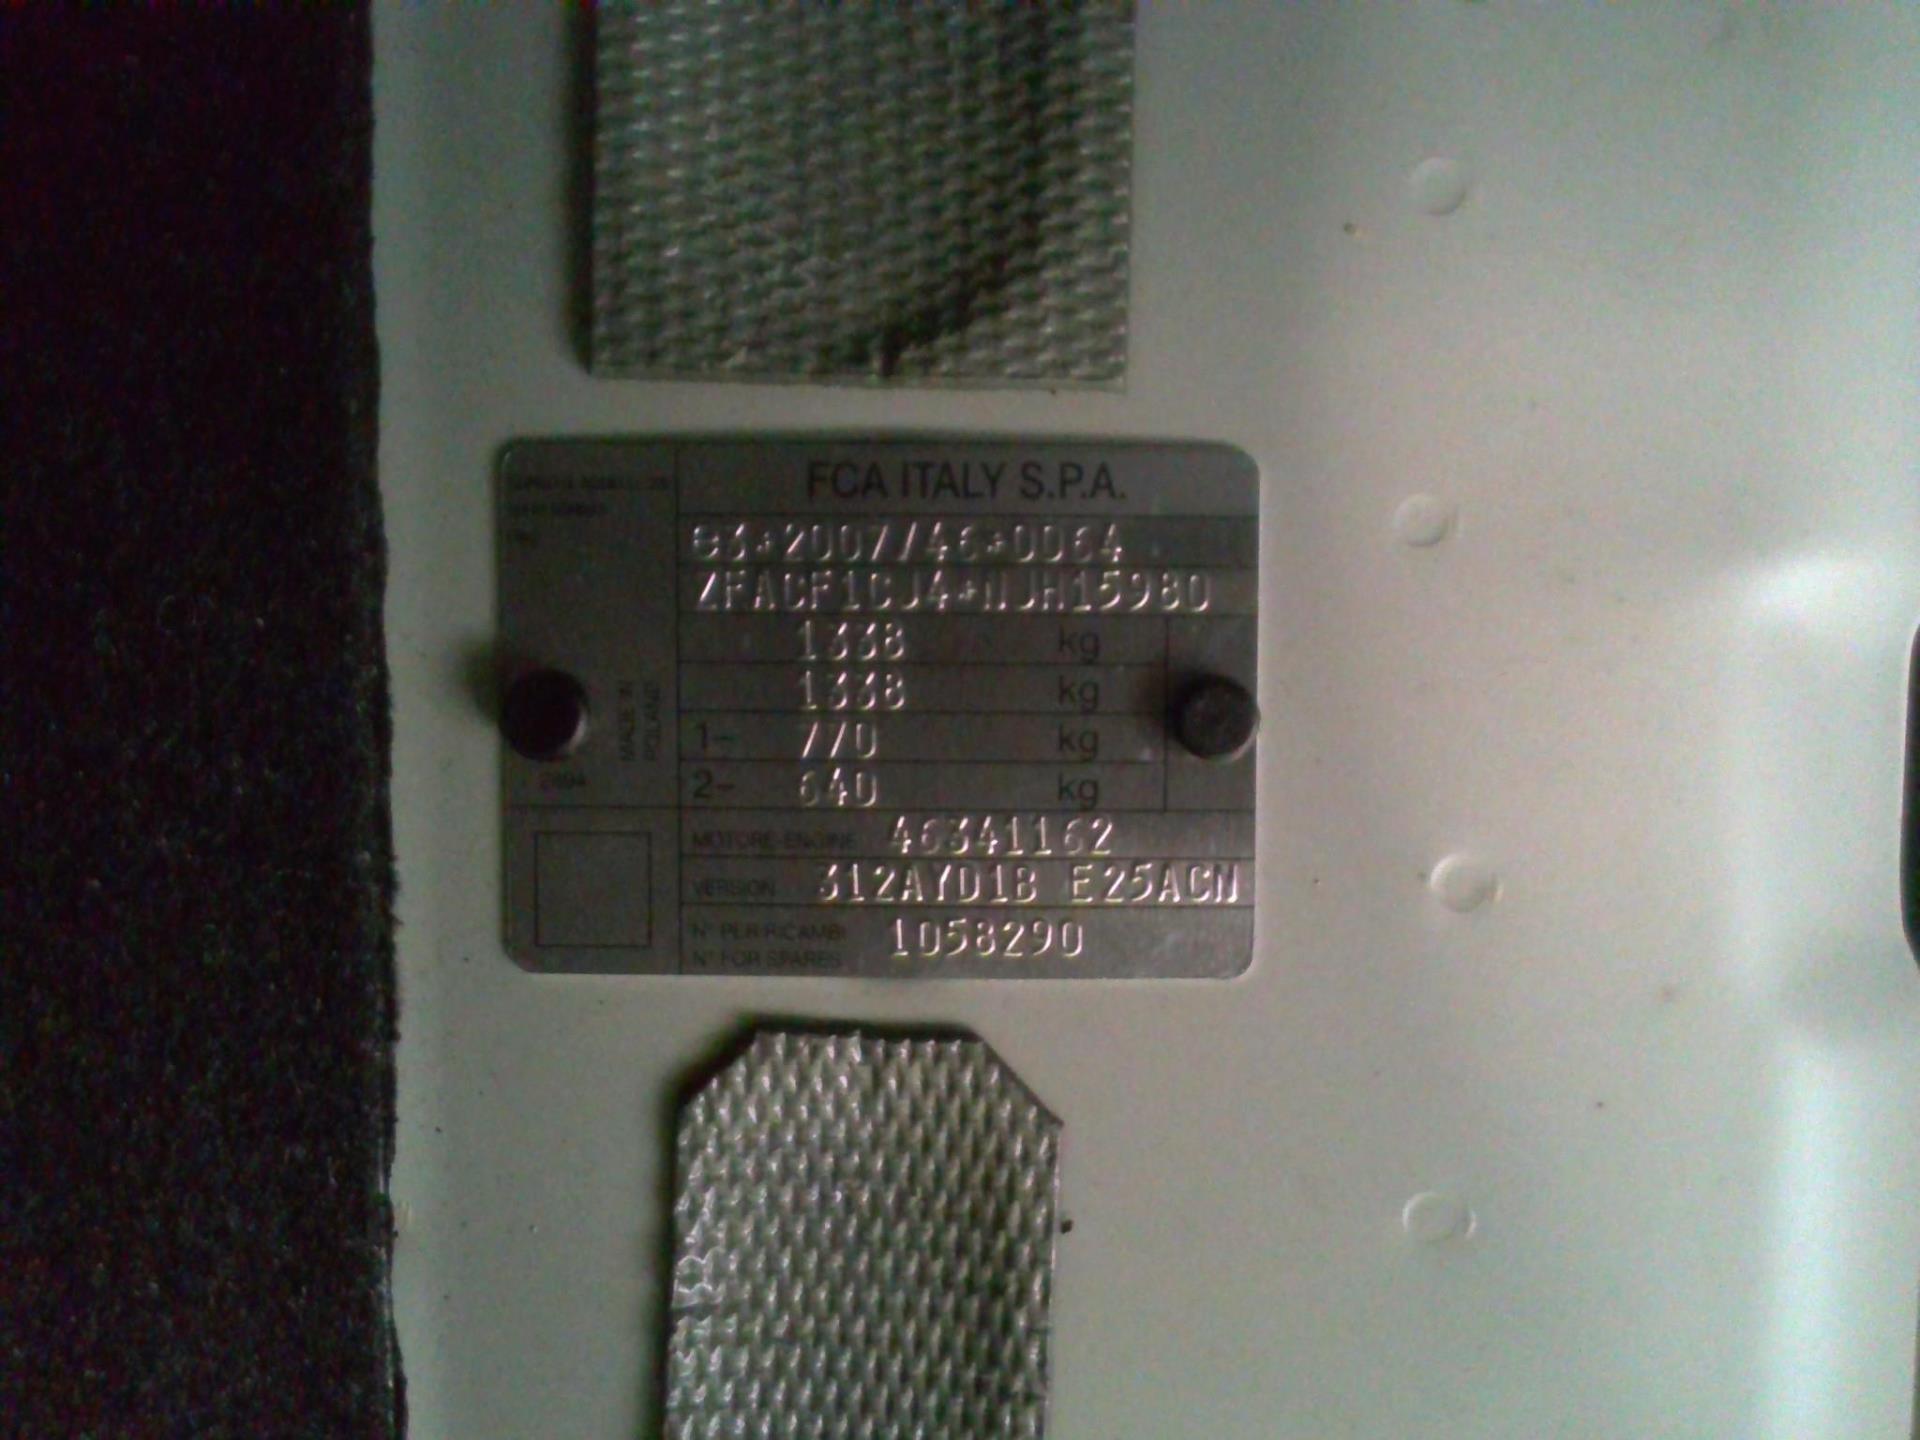 FCA ITALY S.P.A.
e3*2007/46*0064
ZFACF1CJ4*NJH15980
1338 kg
1338 kg
1- 770 kg
2- 640 kg
MADE IN
POLAND
MOTORE-ENGINE 46341162
VERSION 312AYD1B E25ACN
N° PER RICAMBI 1058290
N° FOR SPARES